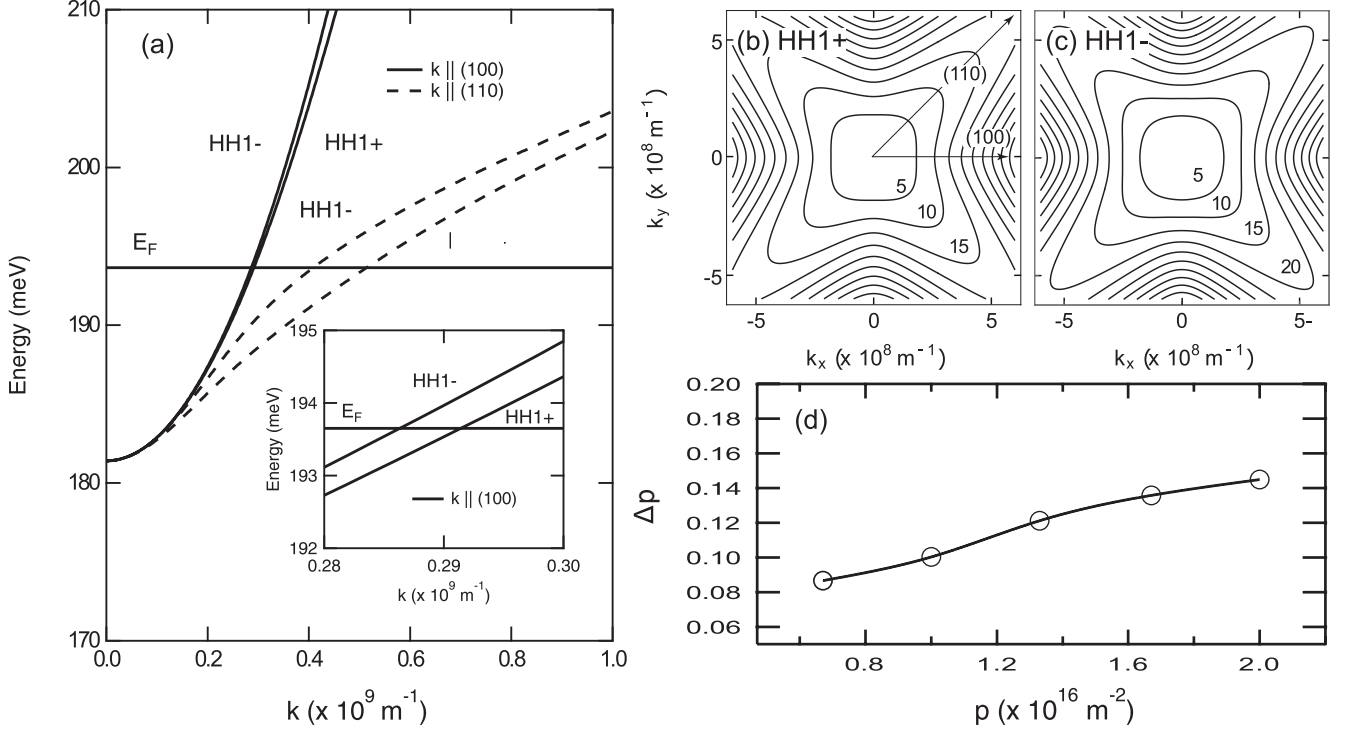 (a)
k || (100)
k || (110)
HH1-
HH1+
HH1-
E_F
Energy (meV)
210
200
190
180
170
0.0
0.2
0.4
0.6
0.8
1.0
k (x 10^9 m^-1)
195
194
193
192
Energy (meV)
HH1-
E_F
HH1+
k || (100)
0.28
0.29
0.30
k (x 10^9 m^-1)
(b) HH1+
(110)
(100)
5
10
15
5
0
-5
k_y (x 10^8 m^-1)
-5
0
5
k_x (x 10^8 m^-1)
(c) HH1-
5
10
15
20
-5
0
5-
k_x (x 10^8 m^-1)
(d)
Δp
0.20
0.18
0.16
0.14
0.12
0.10
0.08
0.06
0.8
1.2
1.6
2.0
p (x 10^16 m^-2)